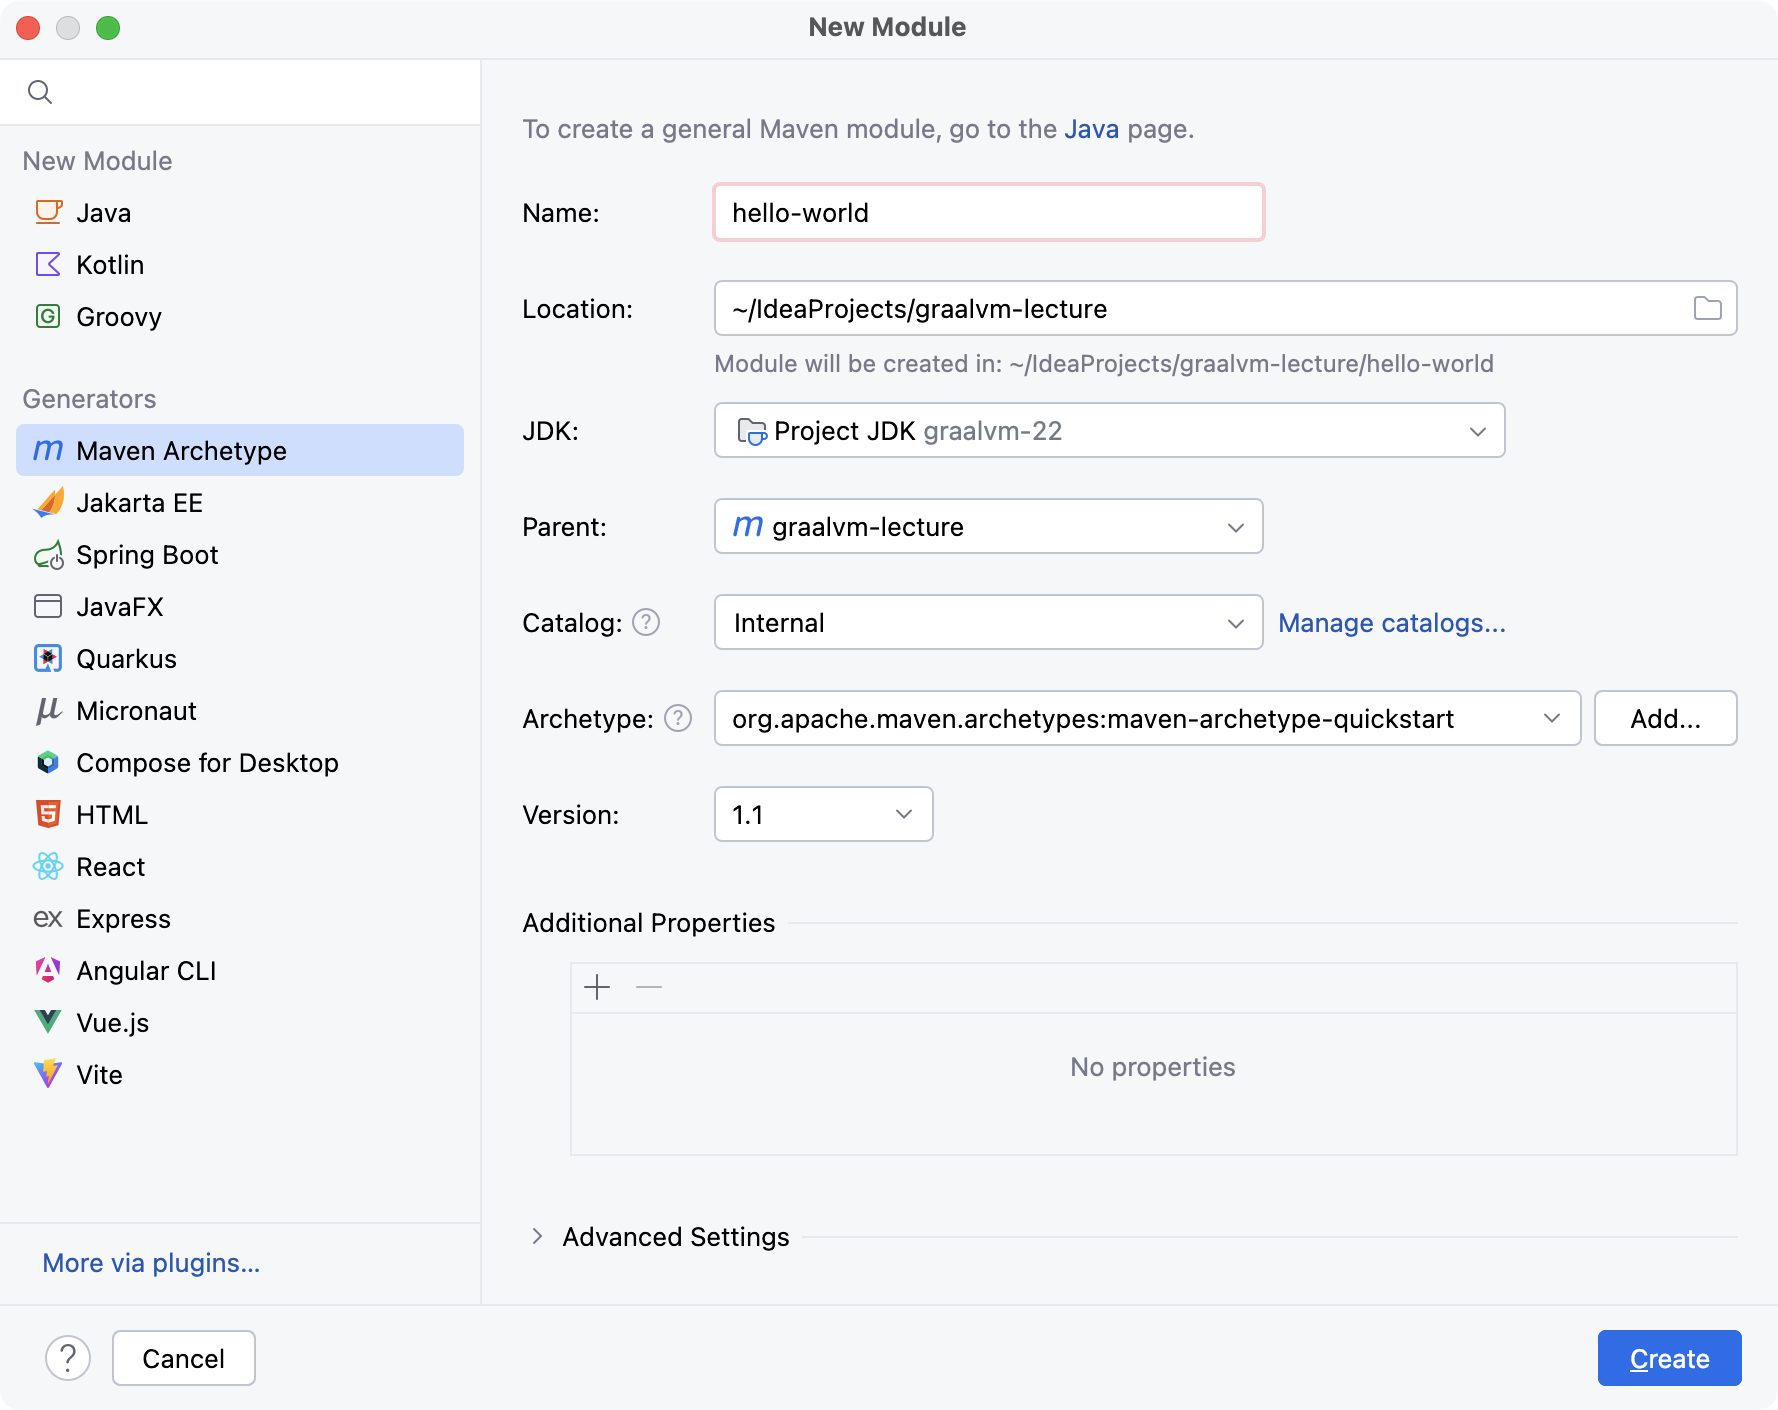 New Module
New Module
Java
Kotlin
Groovy
Generators
Maven Archetype
Jakarta EE
Spring Boot
JavaFX
Quarkus
Micronaut
Compose for Desktop
HTML
React
ex Express
Angular CLI
Vue.js
Vite
More via plugins...
To create a general Maven module, go to the Java page.
Name: hello-world
Location: ~/IdeaProjects/graalvm-lecture
Module will be created in: ~/IdeaProjects/graalvm-lecture/hello-world
JDK: Project JDK graalvm-22
Parent: m graalvm-lecture
Catalog: ? Internal Manage catalogs...
Archetype: ? org.apache.maven.archetypes:maven-archetype-quickstart Add...
Version: 1.1
Additional Properties
No properties
Advanced Settings
? Cancel Create